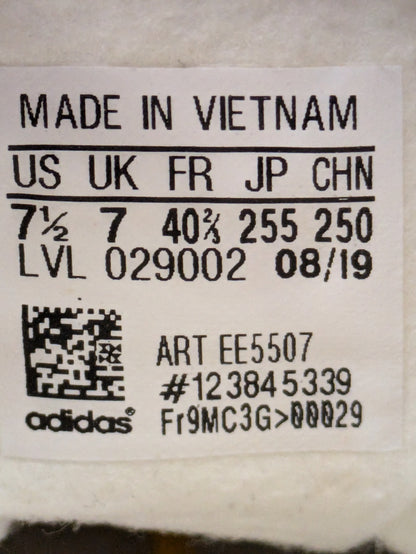 MADE IN VIETNAM
US UK FR JP CHN
7½ 7 40⅔ 255 250
LVL 029002 08/19
ART EE5507
#123845339
adidas® Fr9MC3G>00029